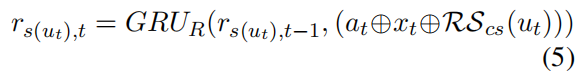 r_{s(u_t),t} = GRU_R(r_{s(u_t),t-1}, (a_t⊕x_t⊕ℛ𝒮_{cs}(u_t)))
(5)